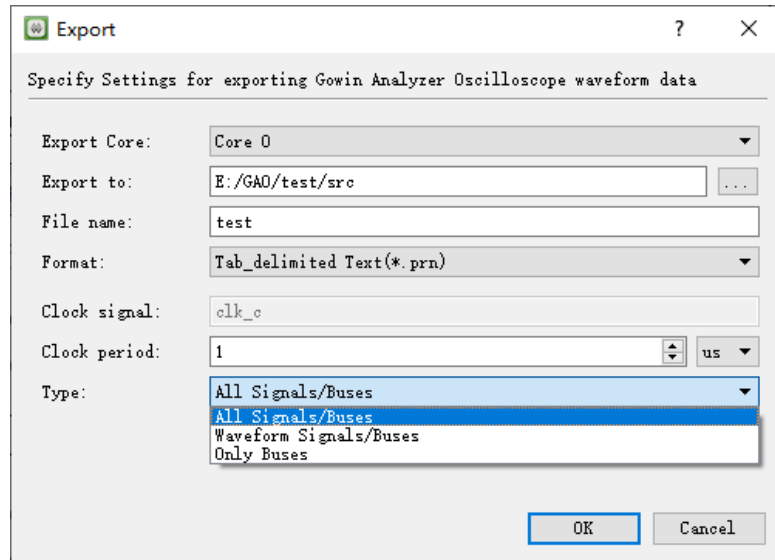 Export
?
Specify Settings for exporting Gowin Analyzer Oscilloscope waveform data
Export Core: Core 0
Export to: E:/GAO/test/src ...
File name: test
Format: Tab_delimited Text(*.prn)
Clock signal: clk_c
Clock period: 1 us
Type: All Signals/Buses
All Signals/Buses
Waveform Signals/Buses
Only Buses
OK Cancel